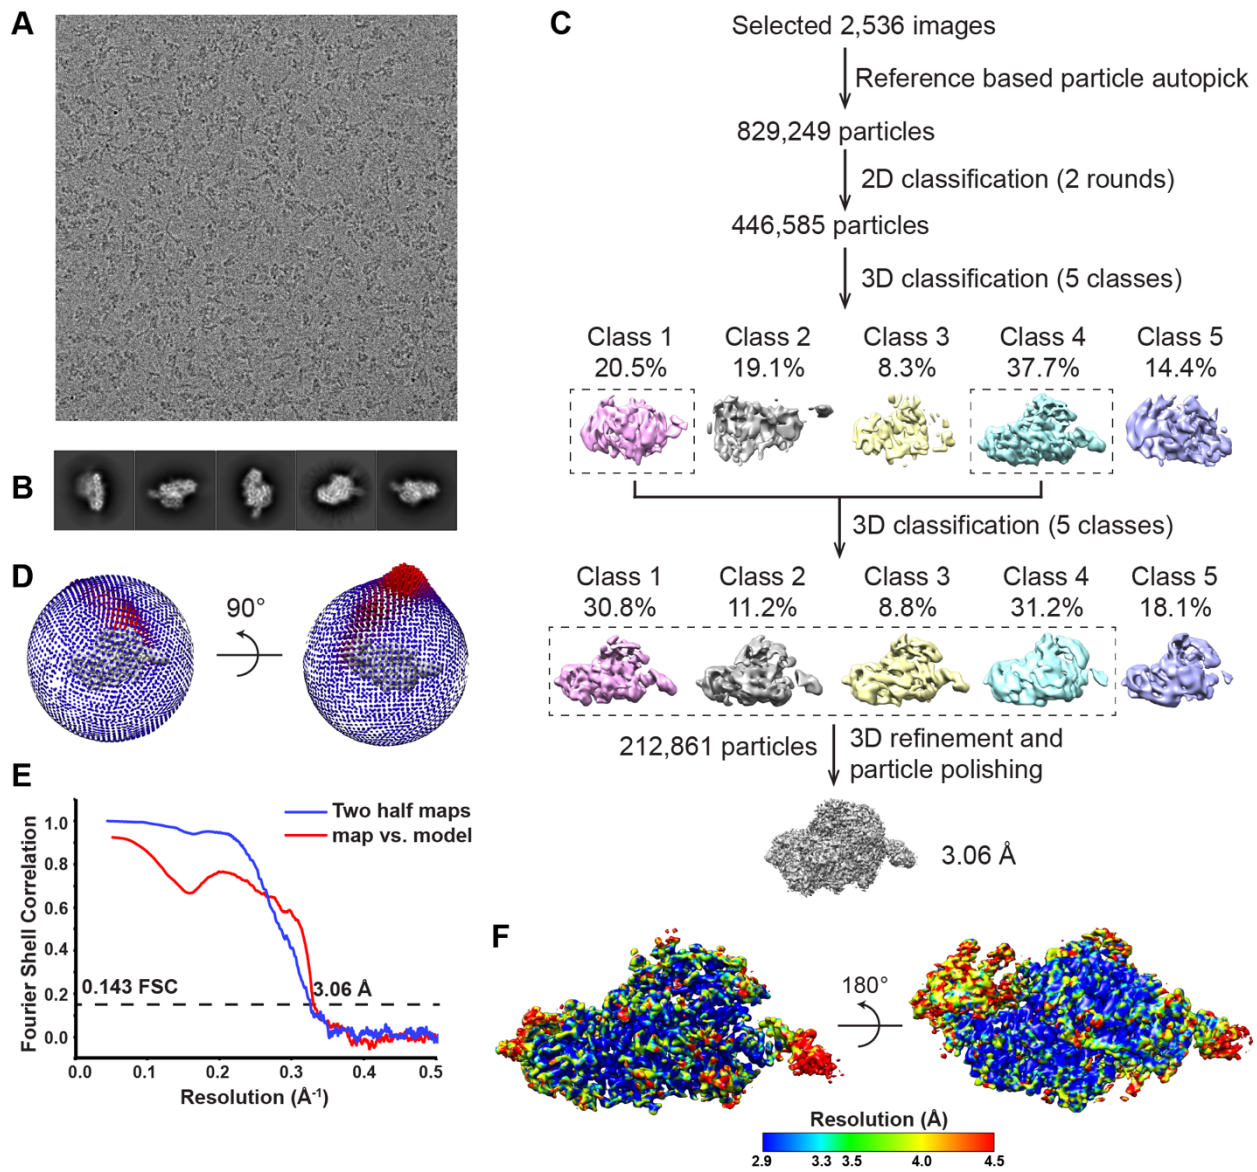 A
C
Selected 2,536 images
Reference based particle autopick
829,249 particles
2D classification (2 rounds)
446,585 particles
3D classification (5 classes)
Class 1
20.5%
Class 2
19.1%
Class 3
8.3%
Class 4
37.7%
Class 5
14.4%
B
3D classification (5 classes)
Class 1
30.8%
Class 2
11.2%
Class 3
8.8%
Class 4
31.2%
Class 5
18.1%
212,861 particles
3D refinement and
particle polishing
3.06 Å
D
90°
E
Two half maps
map vs. model
Fourier Shell Correlation
1.0
0.8
0.6
0.4
0.2
0.0
0.143 FSC
3.06 Å
0.0
0.1
0.2
0.3
0.4
0.5
Resolution (Å⁻¹)
F
180°
Resolution (Å)
2.9
3.3
3.5
4.0
4.5